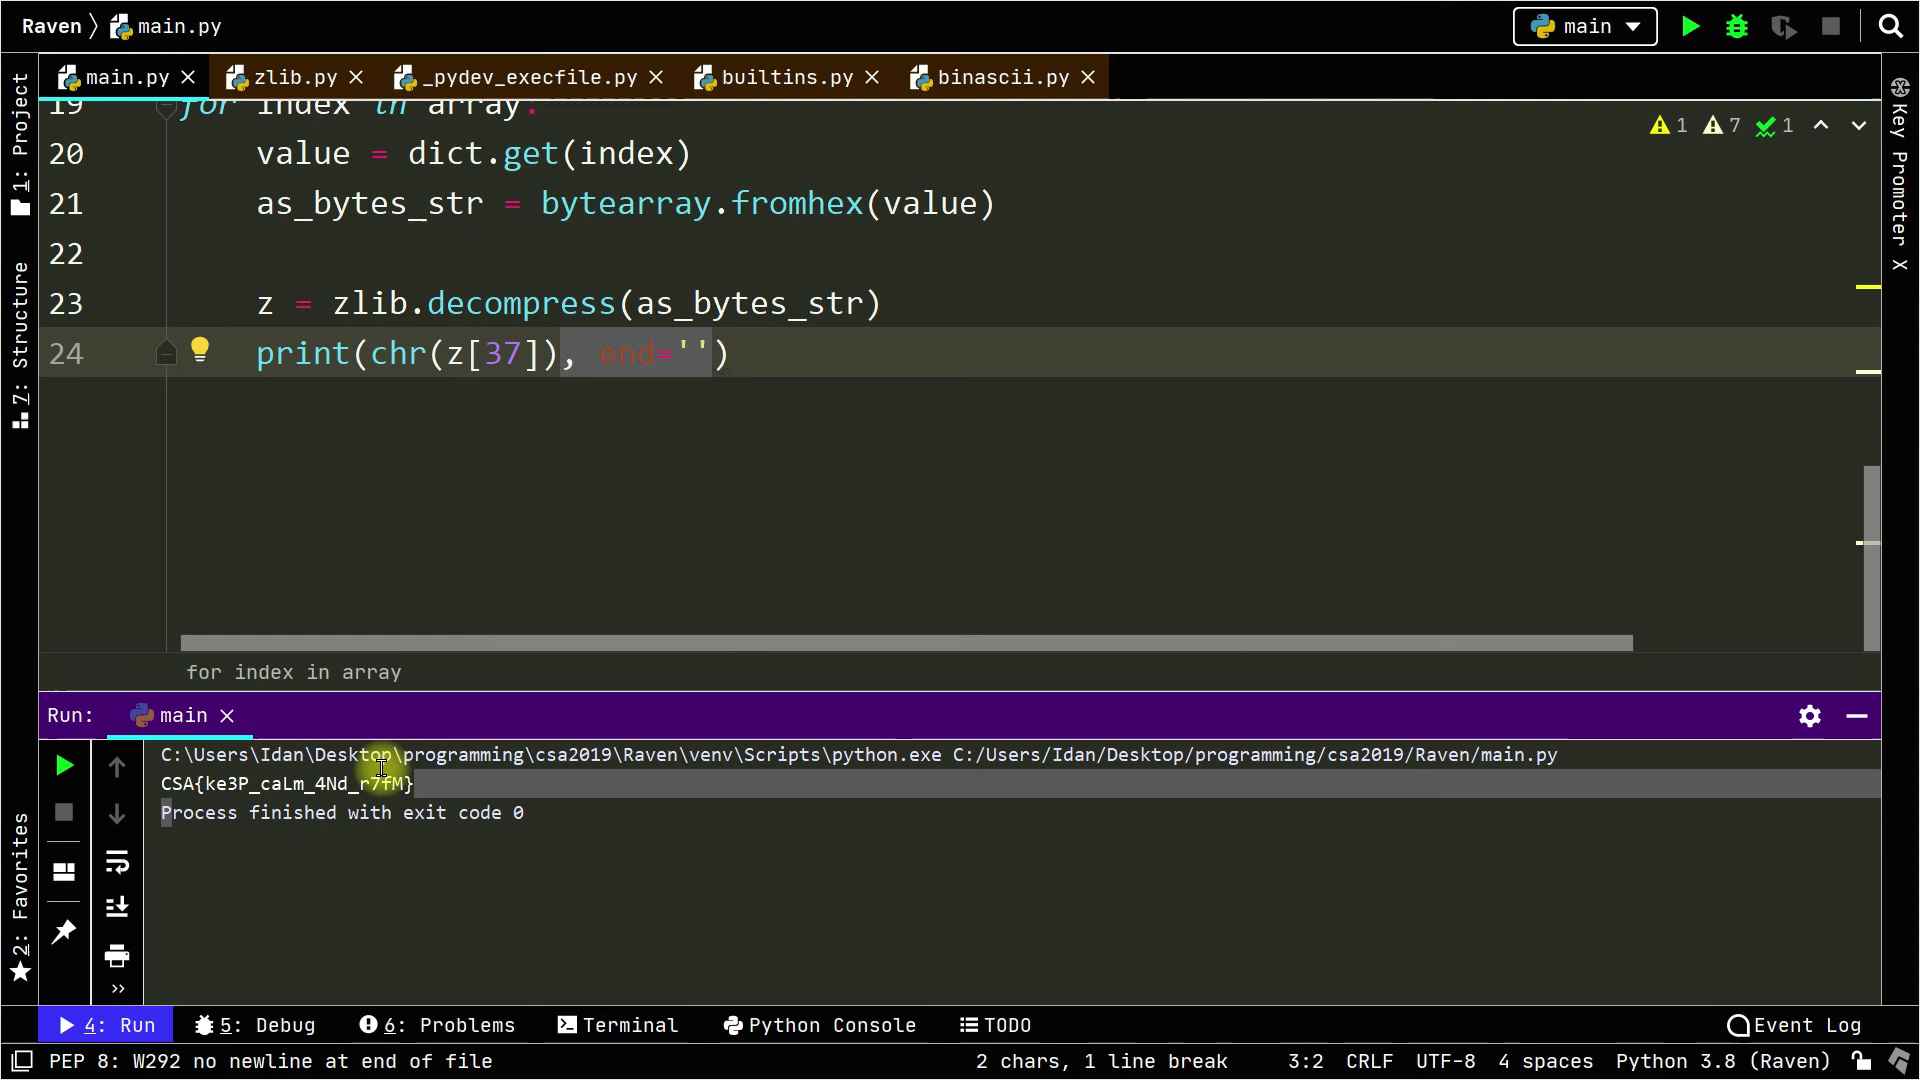 Raven 〉 main.py
main
main.py
zlib.py
_pydev_execfile.py
builtins.py
binascii.py
1: Project
7: Structure
2: Favorites
Key Promoter X
1 7 1
19 for index in array:
20 value = dict.get(index)
21 as_bytes_str = bytearray.fromhex(value)
22
23 z = zlib.decompress(as_bytes_str)
24 print(chr(z[37]), end='')
for index in array
Run: main
C:\Users\Idan\Desktop\programming\csa2019\Raven\venv\Scripts\python.exe C:/Users/Idan/Desktop/programming/csa2019/Raven/main.py
CSA{ke3P_caLm_4Nd_r7fM}
Process finished with exit code 0
4: Run
5: Debug
6: Problems
Terminal
Python Console
TODO
Event Log
PEP 8: W292 no newline at end of file
2 chars, 1 line break
3:2
CRLF
UTF-8
4 spaces
Python 3.8 (Raven)